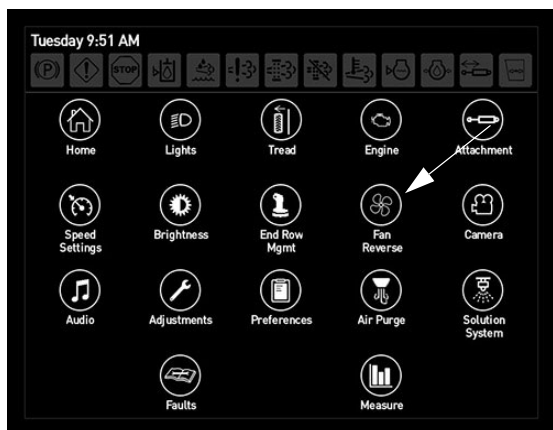 Tuesday 9:51 AM
(P) STOP
Home Lights Tread Engine Attachment
Speed Brightness End Row Fan Camera
Settings Mgmt Reverse
Audio Adjustments Preferences Air Purge Solution
System
Faults Measure